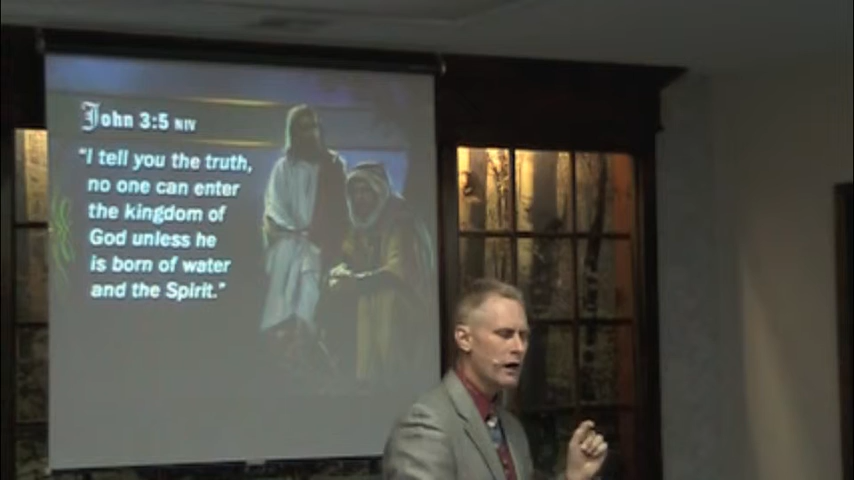 John 3:5 NIV
"I tell you the truth,
no one can enter
the kingdom of
God unless he
is born of water
and the Spirit."